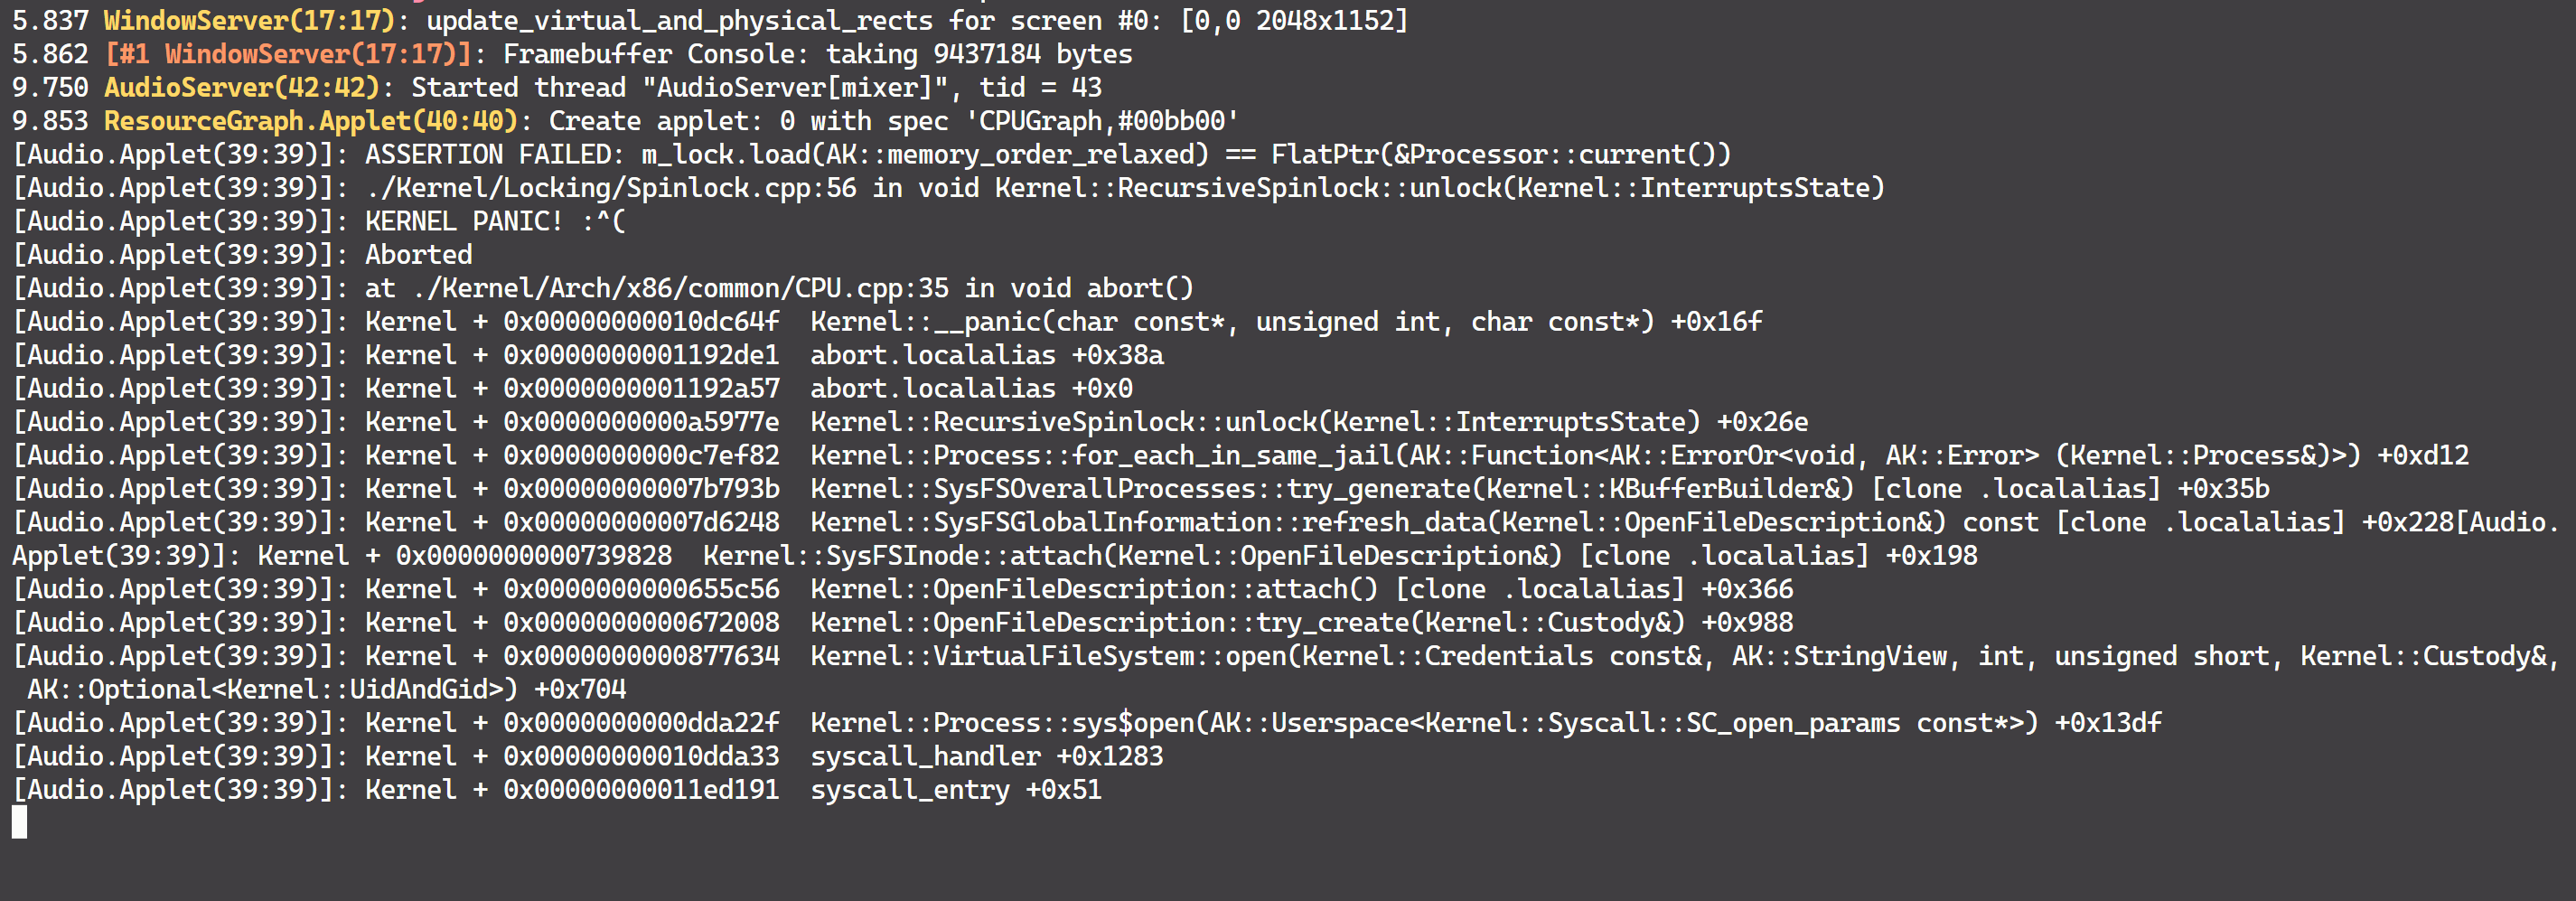 5.837 WindowServer(17:17): update_virtual_and_physical_rects for screen #0: [0,0 2048x1152]
5.862 [#1 WindowServer(17:17)]: Framebuffer Console: taking 9437184 bytes
9.750 AudioServer(42:42): Started thread "AudioServer[mixer]", tid = 43
9.853 ResourceGraph.Applet(40:40): Create applet: 0 with spec 'CPUGraph,#00bb00'
[Audio.Applet(39:39)]: ASSERTION FAILED: m_lock.load(AK::memory_order_relaxed) == FlatPtr(&Processor::current())
[Audio.Applet(39:39)]: ./Kernel/Locking/Spinlock.cpp:56 in void Kernel::RecursiveSpinlock::unlock(Kernel::InterruptsState)
[Audio.Applet(39:39)]: KERNEL PANIC! :^(
[Audio.Applet(39:39)]: Aborted
[Audio.Applet(39:39)]: at ./Kernel/Arch/x86/common/CPU.cpp:35 in void abort()
[Audio.Applet(39:39)]: Kernel + 0x00000000010dc64f  Kernel::__panic(char const*, unsigned int, char const*) +0x16f
[Audio.Applet(39:39)]: Kernel + 0x0000000001192de1  abort.localalias +0x38a
[Audio.Applet(39:39)]: Kernel + 0x0000000001192a57  abort.localalias +0x0
[Audio.Applet(39:39)]: Kernel + 0x0000000000a5977e  Kernel::RecursiveSpinlock::unlock(Kernel::InterruptsState) +0x26e
[Audio.Applet(39:39)]: Kernel + 0x0000000000c7ef82  Kernel::Process::for_each_in_same_jail(AK::Function<AK::ErrorOr<void, AK::Error> (Kernel::Process&)>) +0xd12
[Audio.Applet(39:39)]: Kernel + 0x00000000007b793b  Kernel::SysFSOverallProcesses::try_generate(Kernel::KBufferBuilder&) [clone .localalias] +0x35b
[Audio.Applet(39:39)]: Kernel + 0x00000000007d6248  Kernel::SysFSGlobalInformation::refresh_data(Kernel::OpenFileDescription&) const [clone .localalias] +0x228[Audio.
Applet(39:39)]: Kernel + 0x0000000000739828  Kernel::SysFSInode::attach(Kernel::OpenFileDescription&) [clone .localalias] +0x198
[Audio.Applet(39:39)]: Kernel + 0x0000000000655c56  Kernel::OpenFileDescription::attach() [clone .localalias] +0x366
[Audio.Applet(39:39)]: Kernel + 0x0000000000672008  Kernel::OpenFileDescription::try_create(Kernel::Custody&) +0x988
[Audio.Applet(39:39)]: Kernel + 0x0000000000877634  Kernel::VirtualFileSystem::open(Kernel::Credentials const&, AK::StringView, int, unsigned short, Kernel::Custody&,
 AK::Optional<Kernel::UidAndGid>) +0x704
[Audio.Applet(39:39)]: Kernel + 0x0000000000dda22f  Kernel::Process::sys$open(AK::Userspace<Kernel::Syscall::SC_open_params const*>) +0x13df
[Audio.Applet(39:39)]: Kernel + 0x00000000010dda33  syscall_handler +0x1283
[Audio.Applet(39:39)]: Kernel + 0x00000000011ed191  syscall_entry +0x51